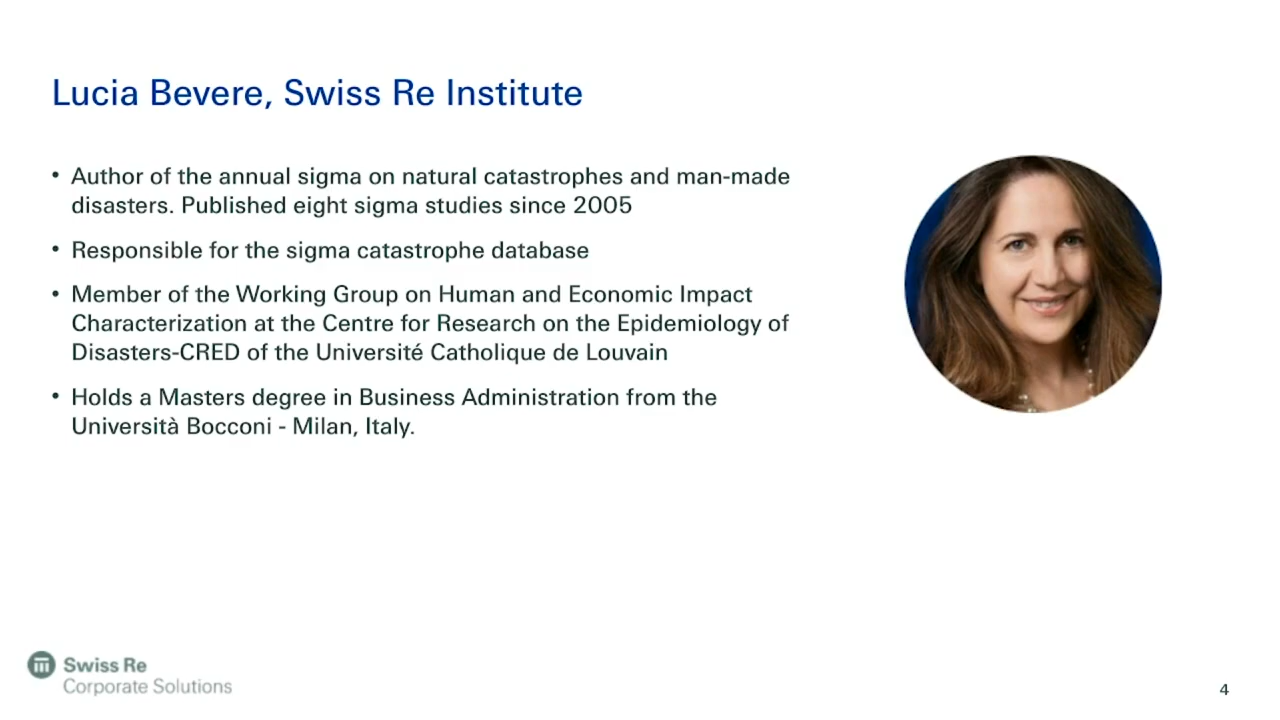 Lucia Bevere, Swiss Re Institute
• Author of the annual sigma on natural catastrophes and man-made
disasters. Published eight sigma studies since 2005
• Responsible for the sigma catastrophe database
• Member of the Working Group on Human and Economic Impact
Characterization at the Centre for Research on the Epidemiology of
Disasters-CRED of the Université Catholique de Louvain
• Holds a Masters degree in Business Administration from the
Università Bocconi - Milan, Italy.
Swiss Re
Corporate Solutions
4